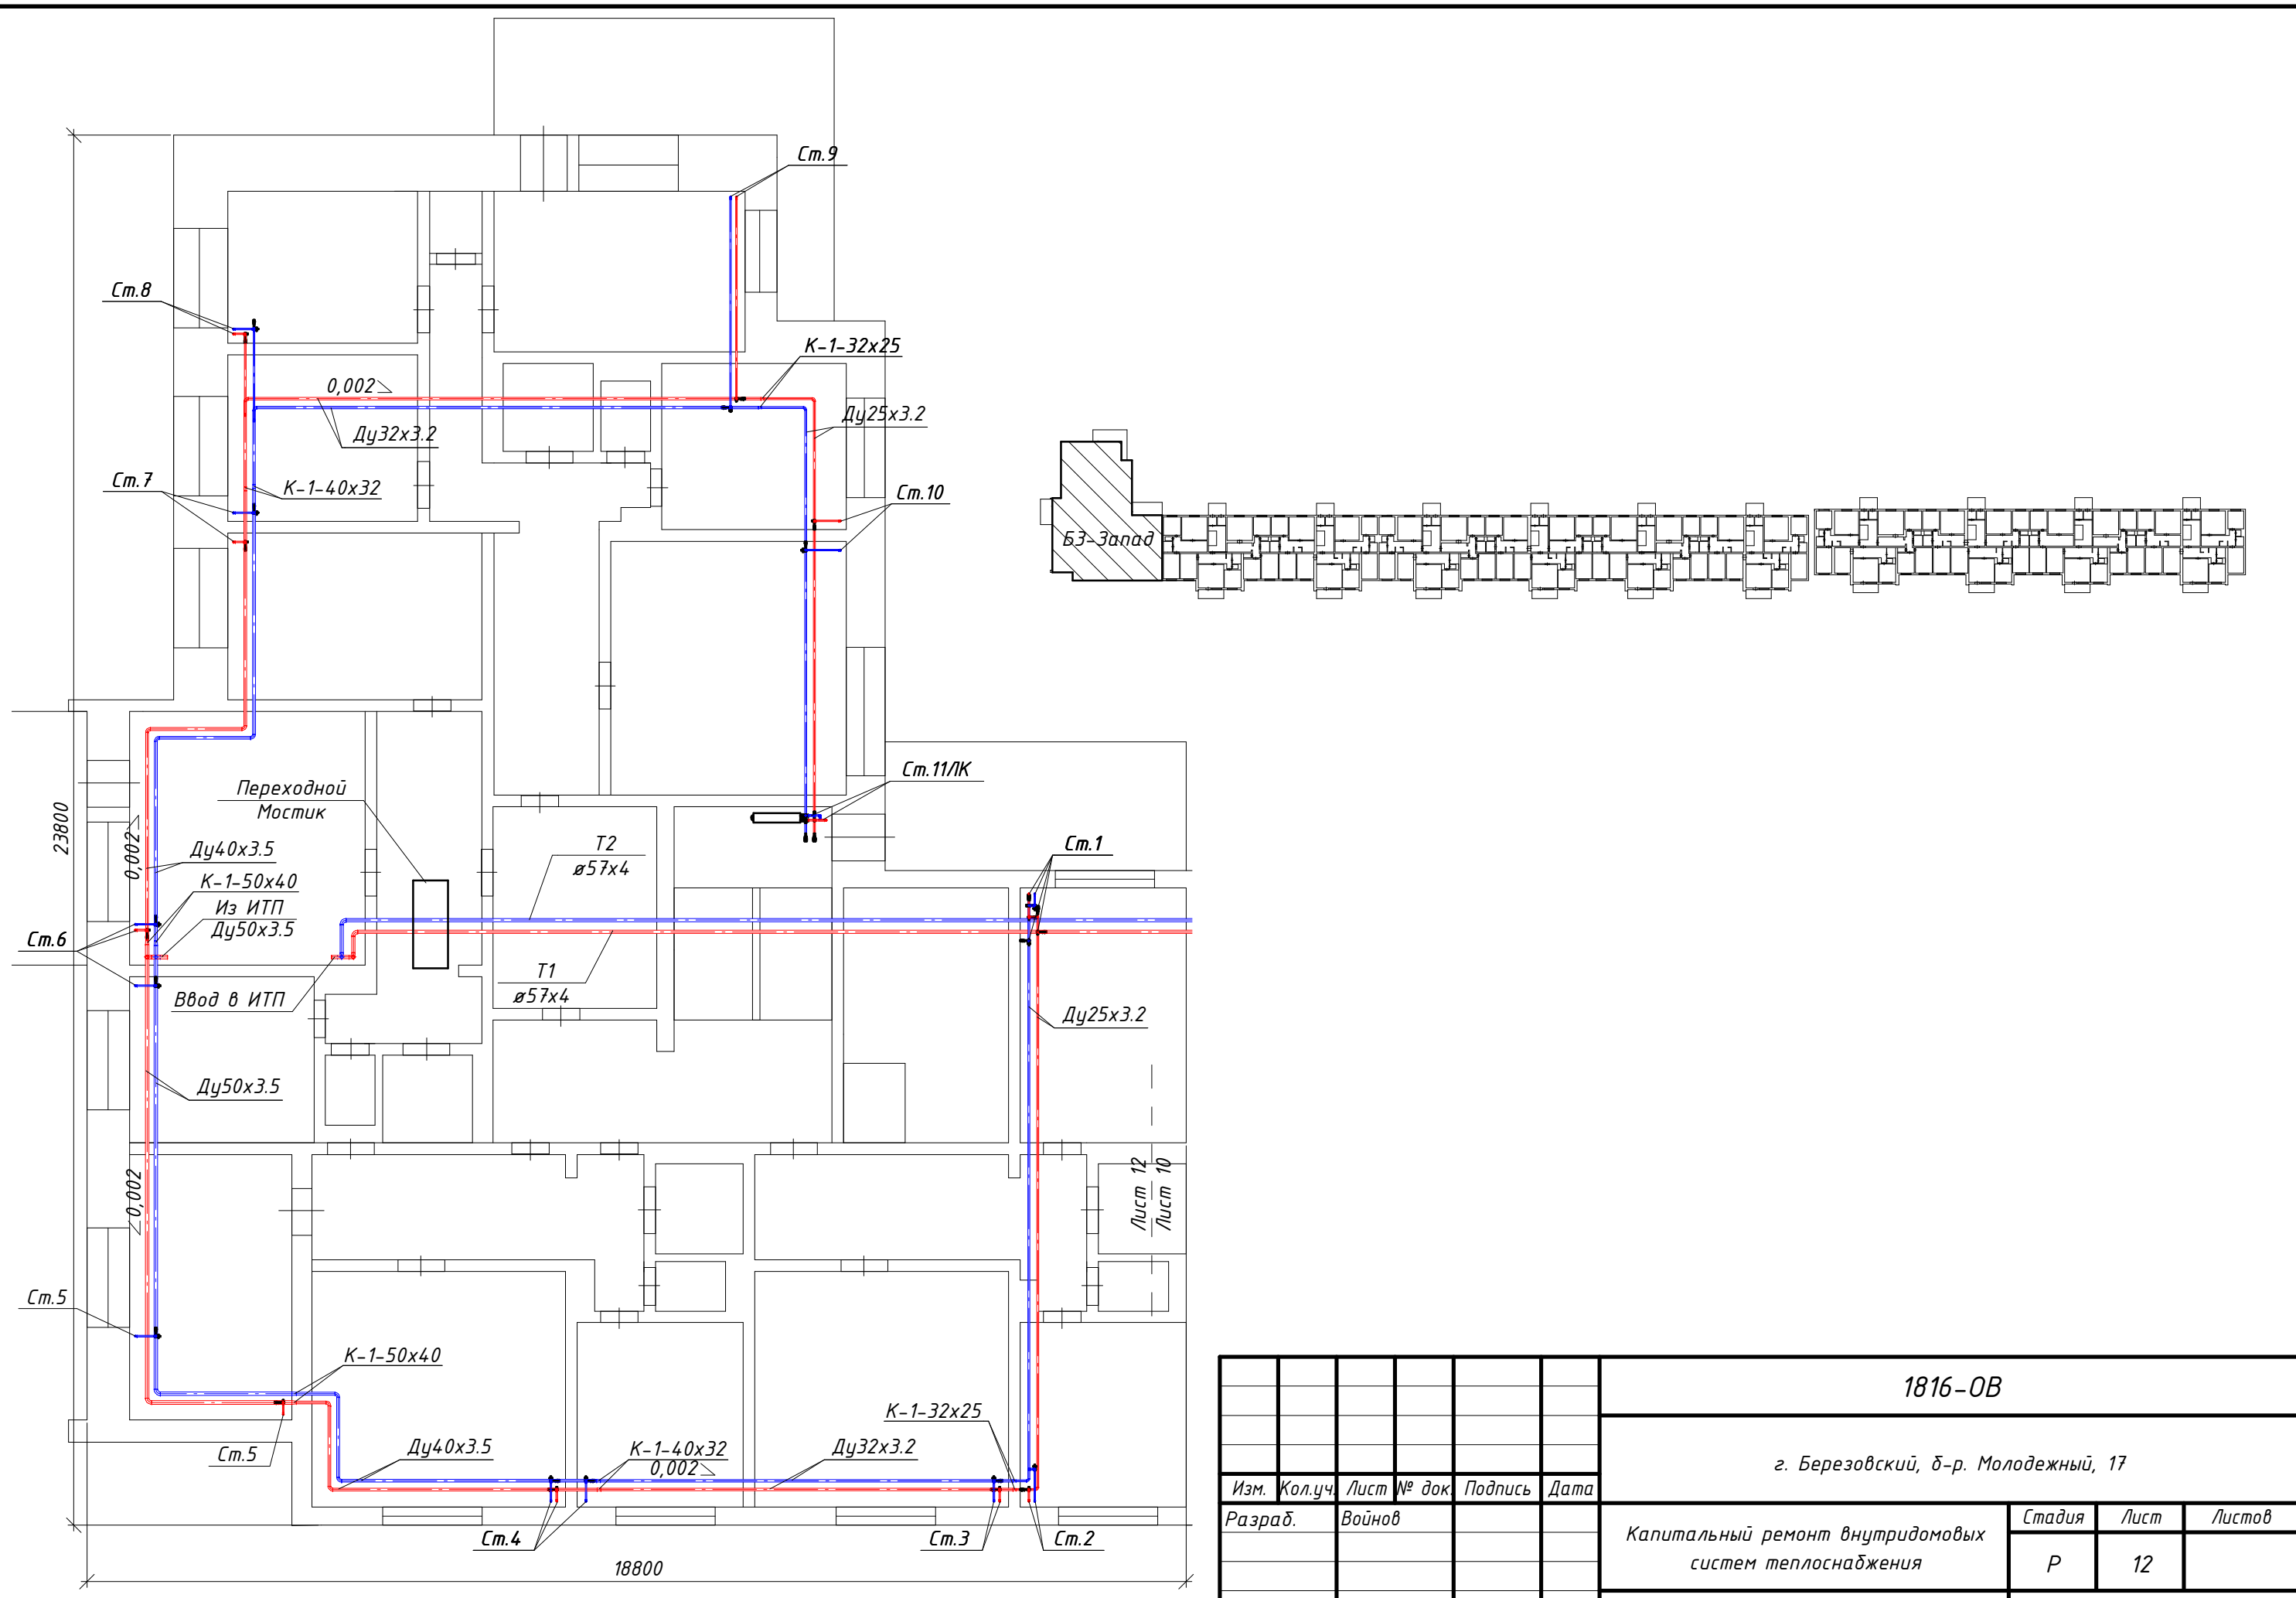 Ст.9
Ст.8
К-1-32х25
0,002
Ду32х3.2
Ду25х3.2
Ст.7
К-1-40х32
Ст.10
БЗ-Запад
Ст.11ЛК
Переходной
Мостик
23800
0,002
Ду40х3.5
К-1-50х40
Из ИТП
Ду50х3.5
Ст.6
Т2
ø57х4
Ст.1
Т1
ø57х4
Ввод в ИТП
Ду25х3.2
Ду50х3.5
0,002
Лист 12
Лист 10
Ст.5
К-1-50х40
Ст.5
Ду40х3.5
К-1-40х32
0,002
Ду32х3.2
К-1-32х25
Ст.4
Ст.3
Ст.2
18800
1816-ОВ
г. Березовский, б-р. Молодежный, 17
Изм. Кол.уч. Лист № док. Подпись Дата
Разраб. Войнов
Капитальный ремонт внутридомовых
систем теплоснабжения
Стадия Лист Листов
Р 12